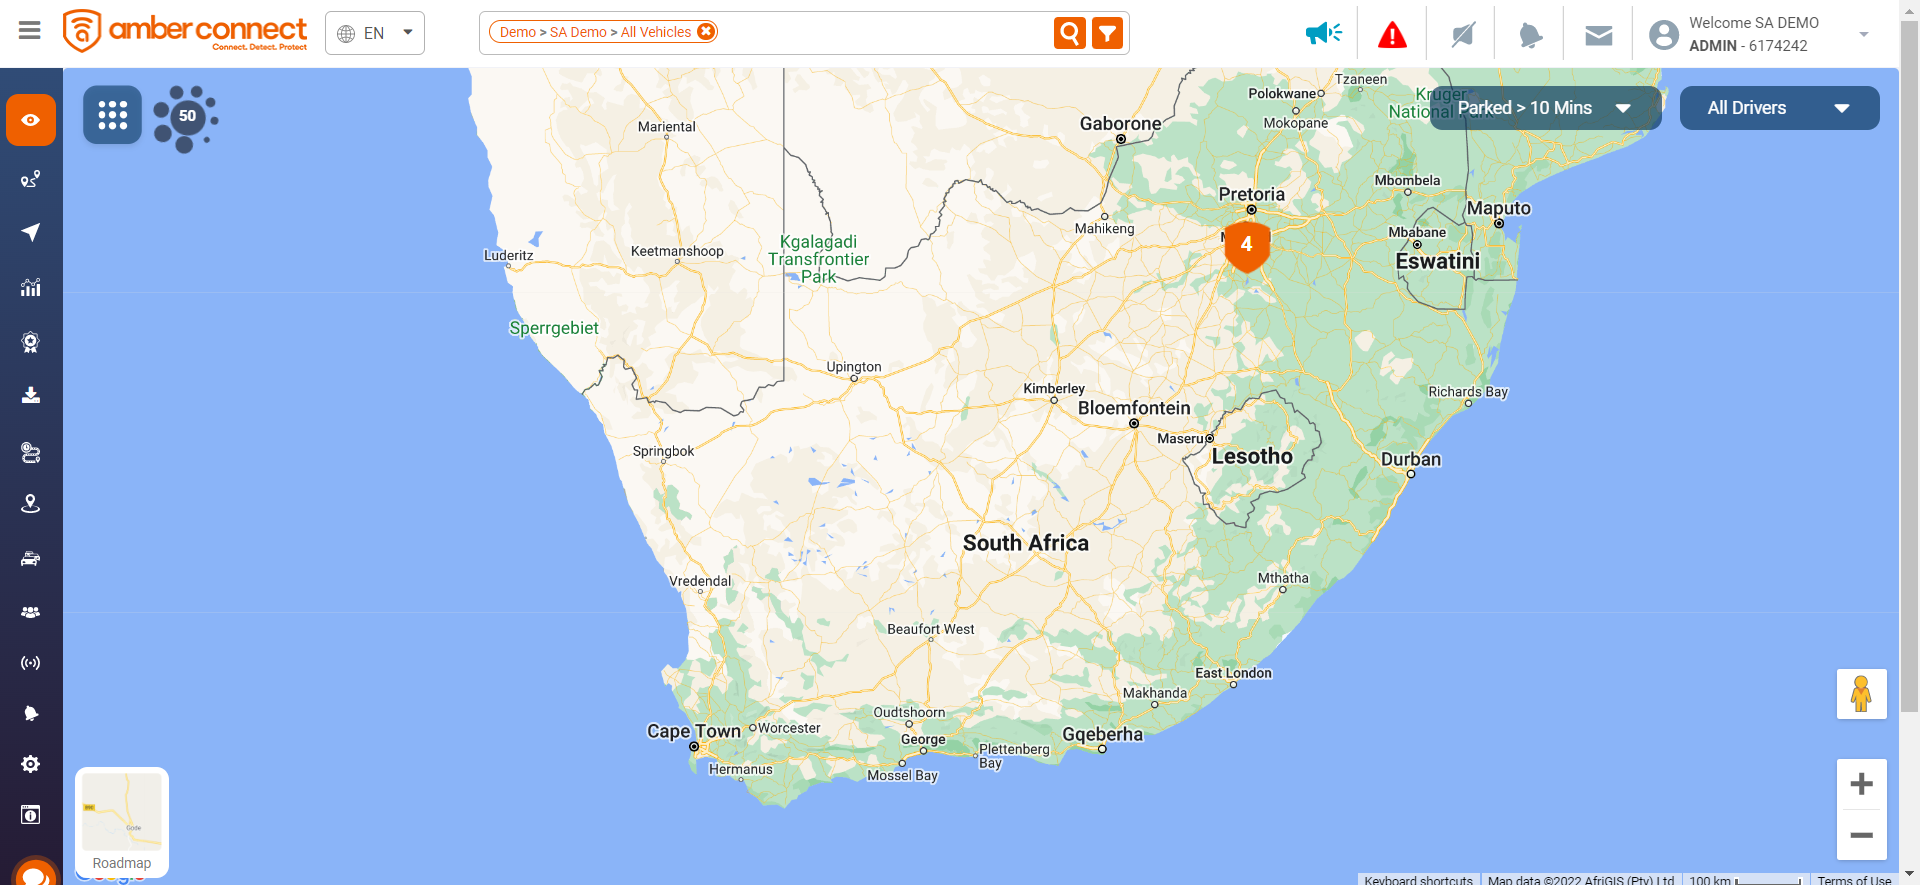 amber connect
Connect. Detect. Protect
EN
Demo > SA Demo > All Vehicles
Welcome SA DEMO
ADMIN - 6174242
50
Parked > 10 Mins
All Drivers
Tzaneen
Polokwane
Kruger
National Park
Mokopane
Gaborone
Mariental
Mbombela
Pretoria
Maputo
Mahikeng
Mbabane
4
Eswatini
Luderitz
Keetmanshoop
Kgalagadi
Transfrontier
Park
Sperrgebiet
Upington
Kimberley
Richards Bay
Bloemfontein
Maseru
Lesotho
Springbok
Durban
South Africa
Vredendal
Mthatha
Beaufort West
East London
Makhanda
Oudtshoorn
Cape Town
Worcester
George
Gqeberha
Plettenberg
Bay
Hermanus
Mossel Bay
Gode
Roadmap
Keyboard shortcuts
Map data ©2022 AfriGIS (Pty) Ltd
100 km
Terms of Use